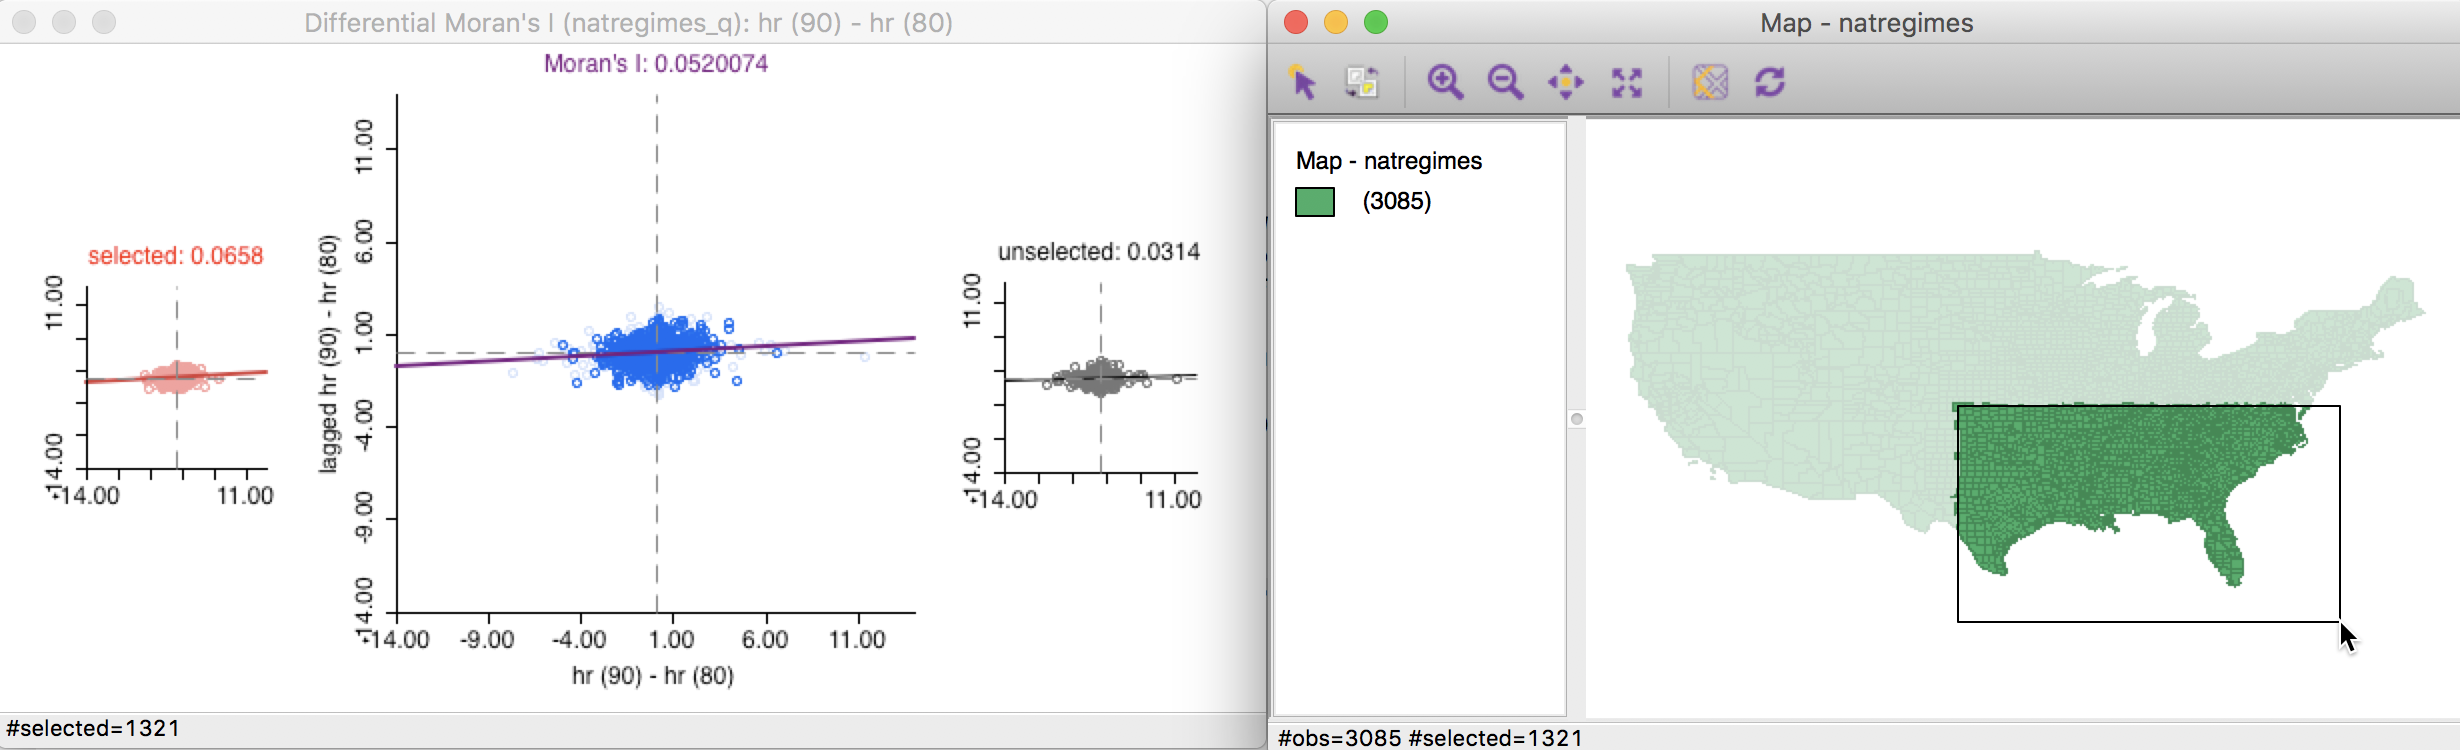 Differential Moran's I (natregimes_q): hr (90) - hr (80)
Moran's I: 0.0520074
selected: 0.0658
11.00
-14.00
-14.00 11.00
lagged hr (90) - hr (80)
11.00
6.00
1.00
-4.00
-9.00
-14.00
-14.00 -9.00 -4.00 1.00 6.00 11.00
hr (90) - hr (80)
unselected: 0.0314
11.00
-14.00
-14.00 11.00
#selected=1321
Map - natregimes
Map - natregimes
(3085)
#obs=3085 #selected=1321